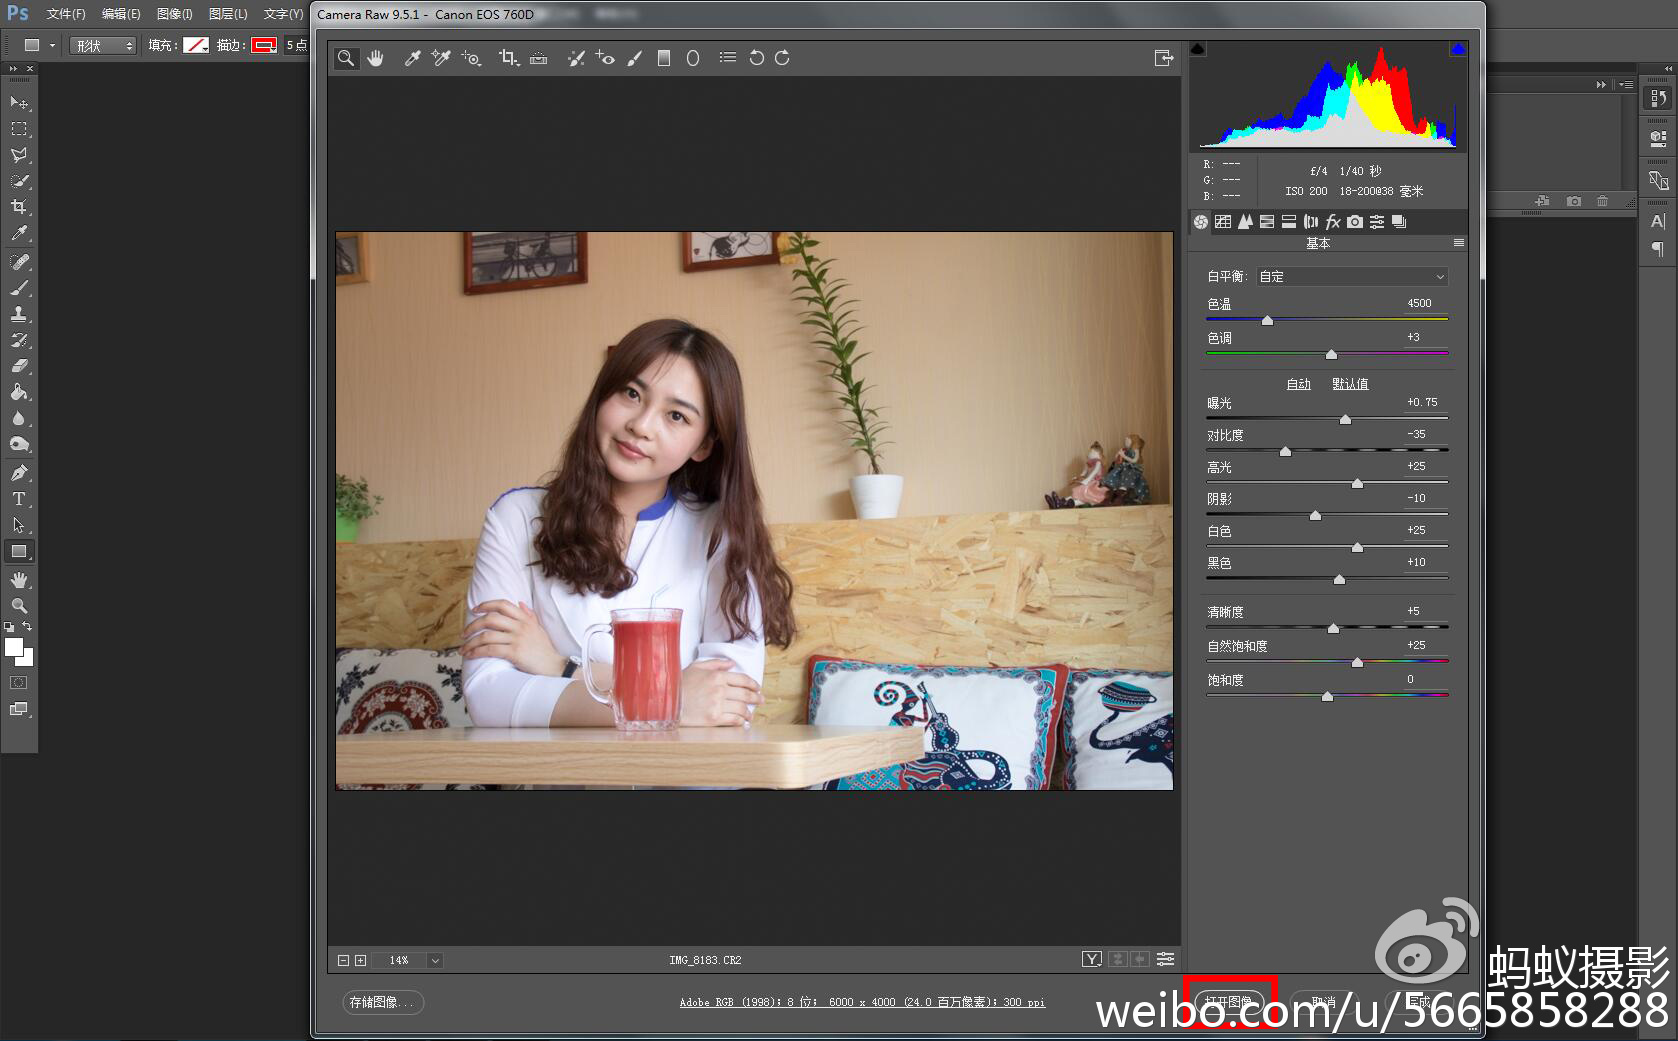 Ps 文件(F) 编辑(E) 图像(I) 图层(L) 文字(Y)
Camera Raw 9.5.1 - Canon EOS 760D
形状 填充: 描边: 5 点
R: ---
G: ---
B: ---
f/4 1/40 秒
ISO 200 18-200@38 毫米
基本
白平衡: 自定
色温 4500
色调 +3
自动 默认值
曝光 +0.75
对比度 -35
高光 +25
阴影 -10
白色 +25
黑色 +10
清晰度 +5
自然饱和度 +25
饱和度 0
14%
IMG_8183.CR2
Y
存储图像...
Adobe RGB (1998); 8 位; 6000 x 4000 (24.0 百万像素); 300 ppi
打开图像 取消 完成
蚂蚁摄影
weibo.com/u/5665858288